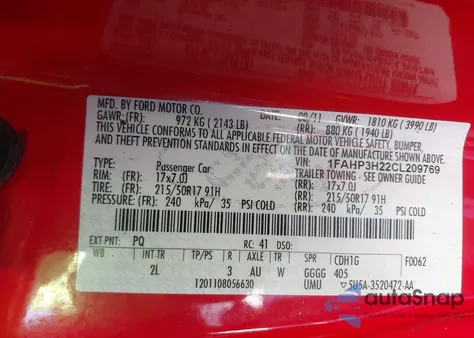 MFD. BY FORD MOTOR CO.
DATE: 08/11 GVWR: 1810 KG ( 3990 LB)
GAWR: (FR) 972 KG ( 2143 LB) (RR) 880 KG ( 1940 LB)
THIS VEHICLE CONFORMS TO ALL APPLICABLE FEDERAL MOTOR VEHICLE SAFETY, BUMPER,
AND THEFT PREVENTION STANDARDS IN EFFECT ON THE DATE OF MANUFACTURE SHOWN ABOVE.
VIN: 1FAHP3H22CL209769
TYPE: Passenger Car TRAILER TOWING - SEE OWNER GUIDE
RIM: (FR) 17x7.0J (RR) 17x7.0J
TIRE: (FR) 215/50R17 91H (RR) 215/50R17 91H
PRESSURE: (FR) 240 kPa/ 35 PSI COLD (RR) 240 kPa/ 35 PSI COLD
EXT PNT: PQ RC: 41 DSO: F0062
WB INT TR TP/PS R AX TR SPR CDH1G
2L 3 AU W GGGG 405
1201108056630 UMU 5U5A-3520472-AA
autoSnap